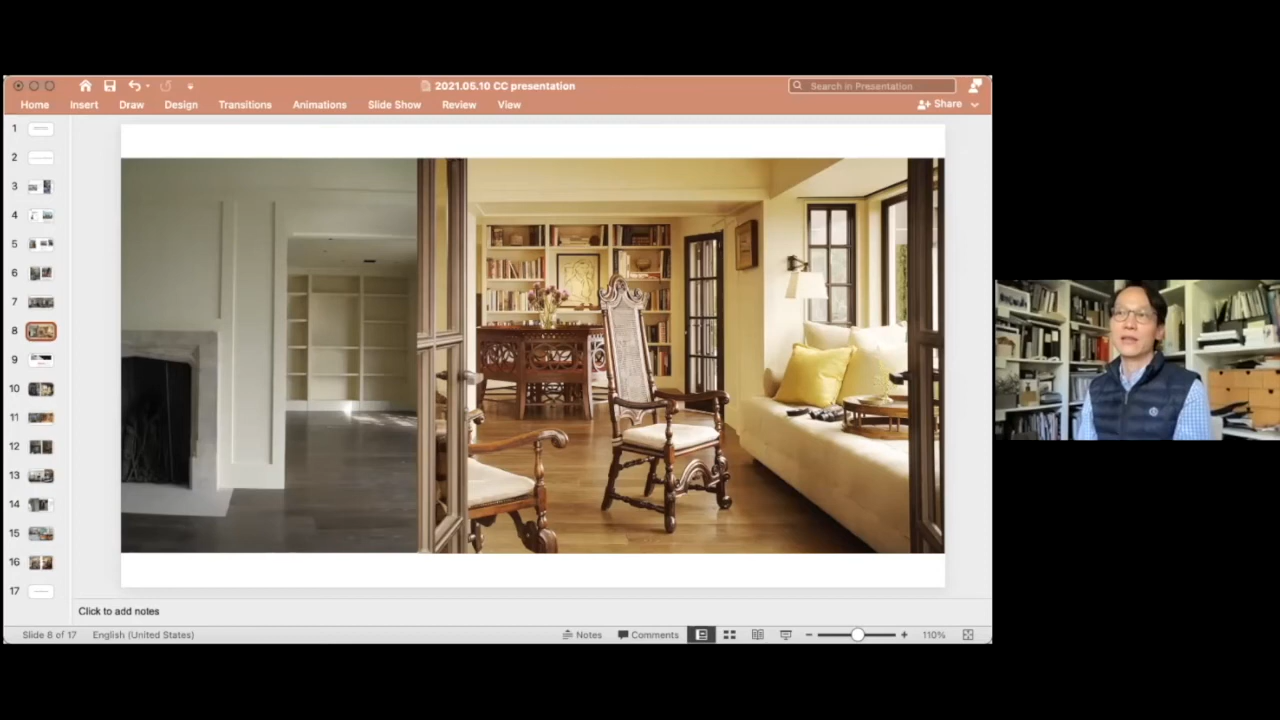 2021.05.10 CC presentation
Search in Presentation
Home Insert Draw Design Transitions Animations Slide Show Review View
Share
1
2
3
4
5
6
7
8
9
10
11
12
13
14
15
16
17
Click to add notes
Slide 8 of 17 English (United States) Notes Comments 110%